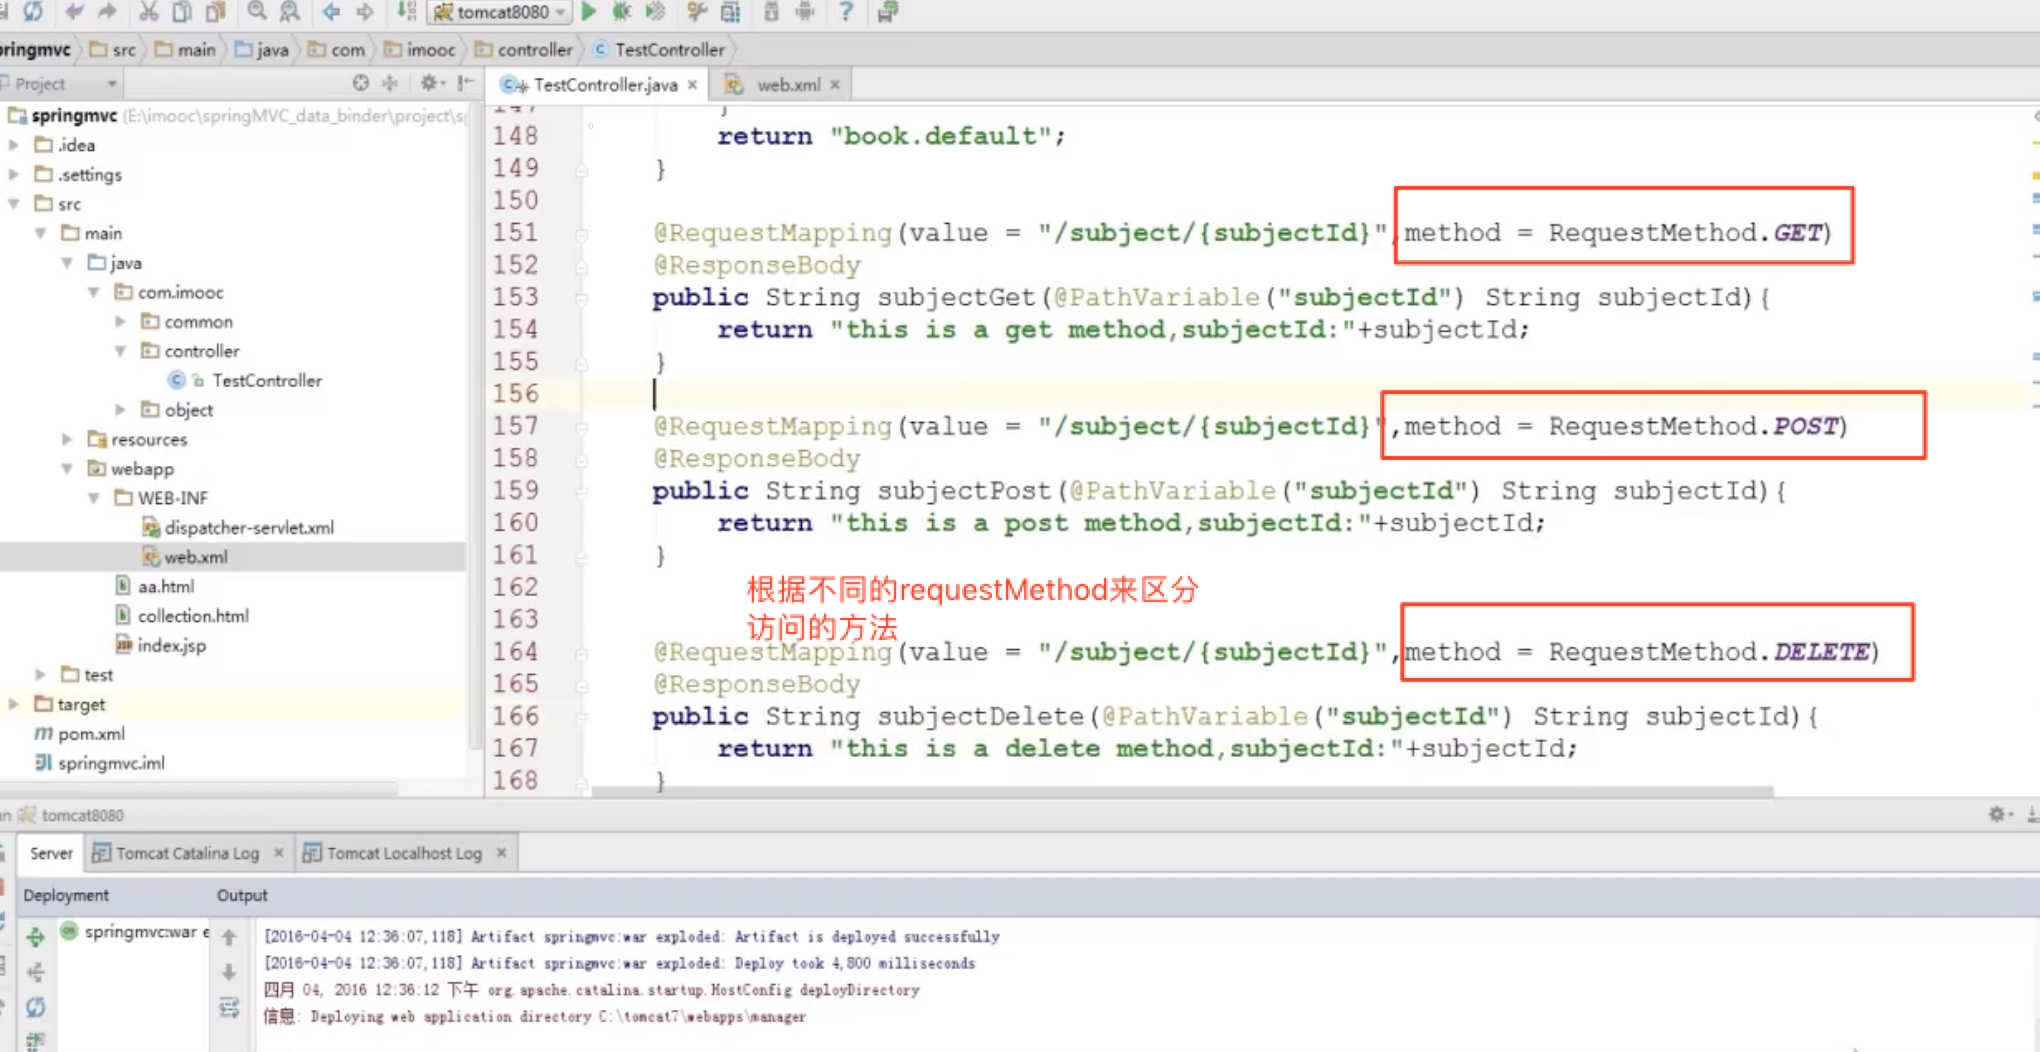 tomcat8080
ringmvc src main java com imooc controller TestController
Project
TestController.java web.xml
springmvc (E:\imooc\springMVC_data_binder\project\s
.idea
.settings
src
main
java
com.imooc
common
controller
TestController
object
resources
webapp
WEB-INF
dispatcher-servlet.xml
web.xml
aa.html
collection.html
index.jsp
test
target
pom.xml
springmvc.iml
147 }
148 return "book.default";
149 }
150
151 @RequestMapping(value = "/subject/{subjectId}",method = RequestMethod.GET)
152 @ResponseBody
153 public String subjectGet(@PathVariable("subjectId") String subjectId){
154 return "this is a get method,subjectId:"+subjectId;
155 }
156
157 @RequestMapping(value = "/subject/{subjectId}",method = RequestMethod.POST)
158 @ResponseBody
159 public String subjectPost(@PathVariable("subjectId") String subjectId){
160 return "this is a post method,subjectId:"+subjectId;
161 }
162
163
根据不同的requestMethod来区分
访问的方法
164 @RequestMapping(value = "/subject/{subjectId}",method = RequestMethod.DELETE)
165 @ResponseBody
166 public String subjectDelete(@PathVariable("subjectId") String subjectId){
167 return "this is a delete method,subjectId:"+subjectId;
168 }
n tomcat8080
Server Tomcat Catalina Log Tomcat Localhost Log
Deployment Output
springmvc:war e
[2016-04-04 12:36:07,118] Artifact springmvc:war exploded: Artifact is deployed successfully
[2016-04-04 12:36:07,118] Artifact springmvc:war exploded: Deploy took 4,800 milliseconds
四月 04, 2016 12:36:12 下午 org.apache.catalina.startup.HostConfig deployDirectory
信息: Deploying web application directory C:\tomcat7\webapps\manager